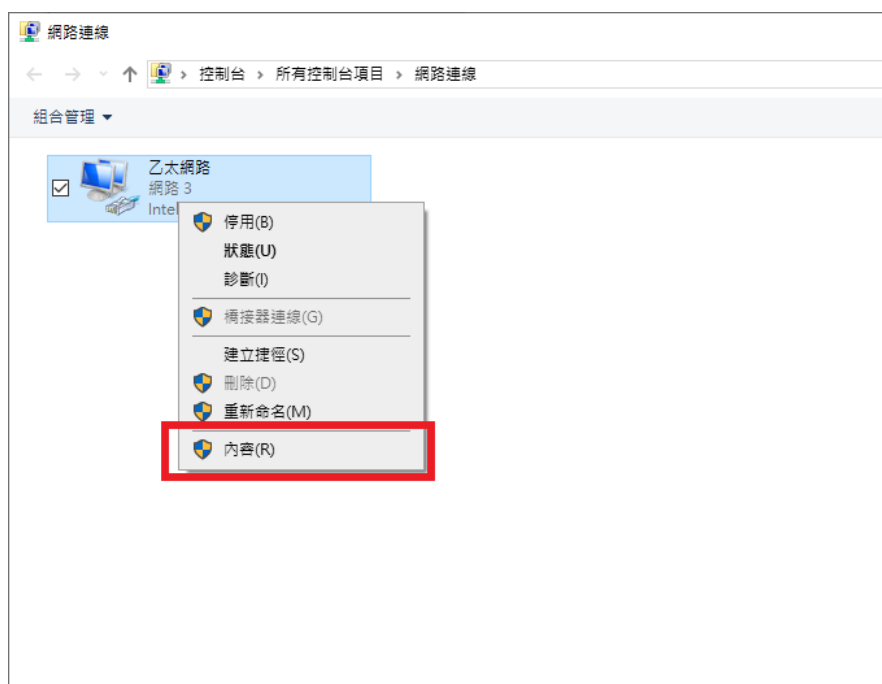 網路連線
控制台 › 所有控制台項目 › 網路連線
組合管理
乙太網路
網路 3
Intel
停用(B)
狀態(U)
診斷(I)
橋接器連線(G)
建立捷徑(S)
刪除(D)
重新命名(M)
內容(R)